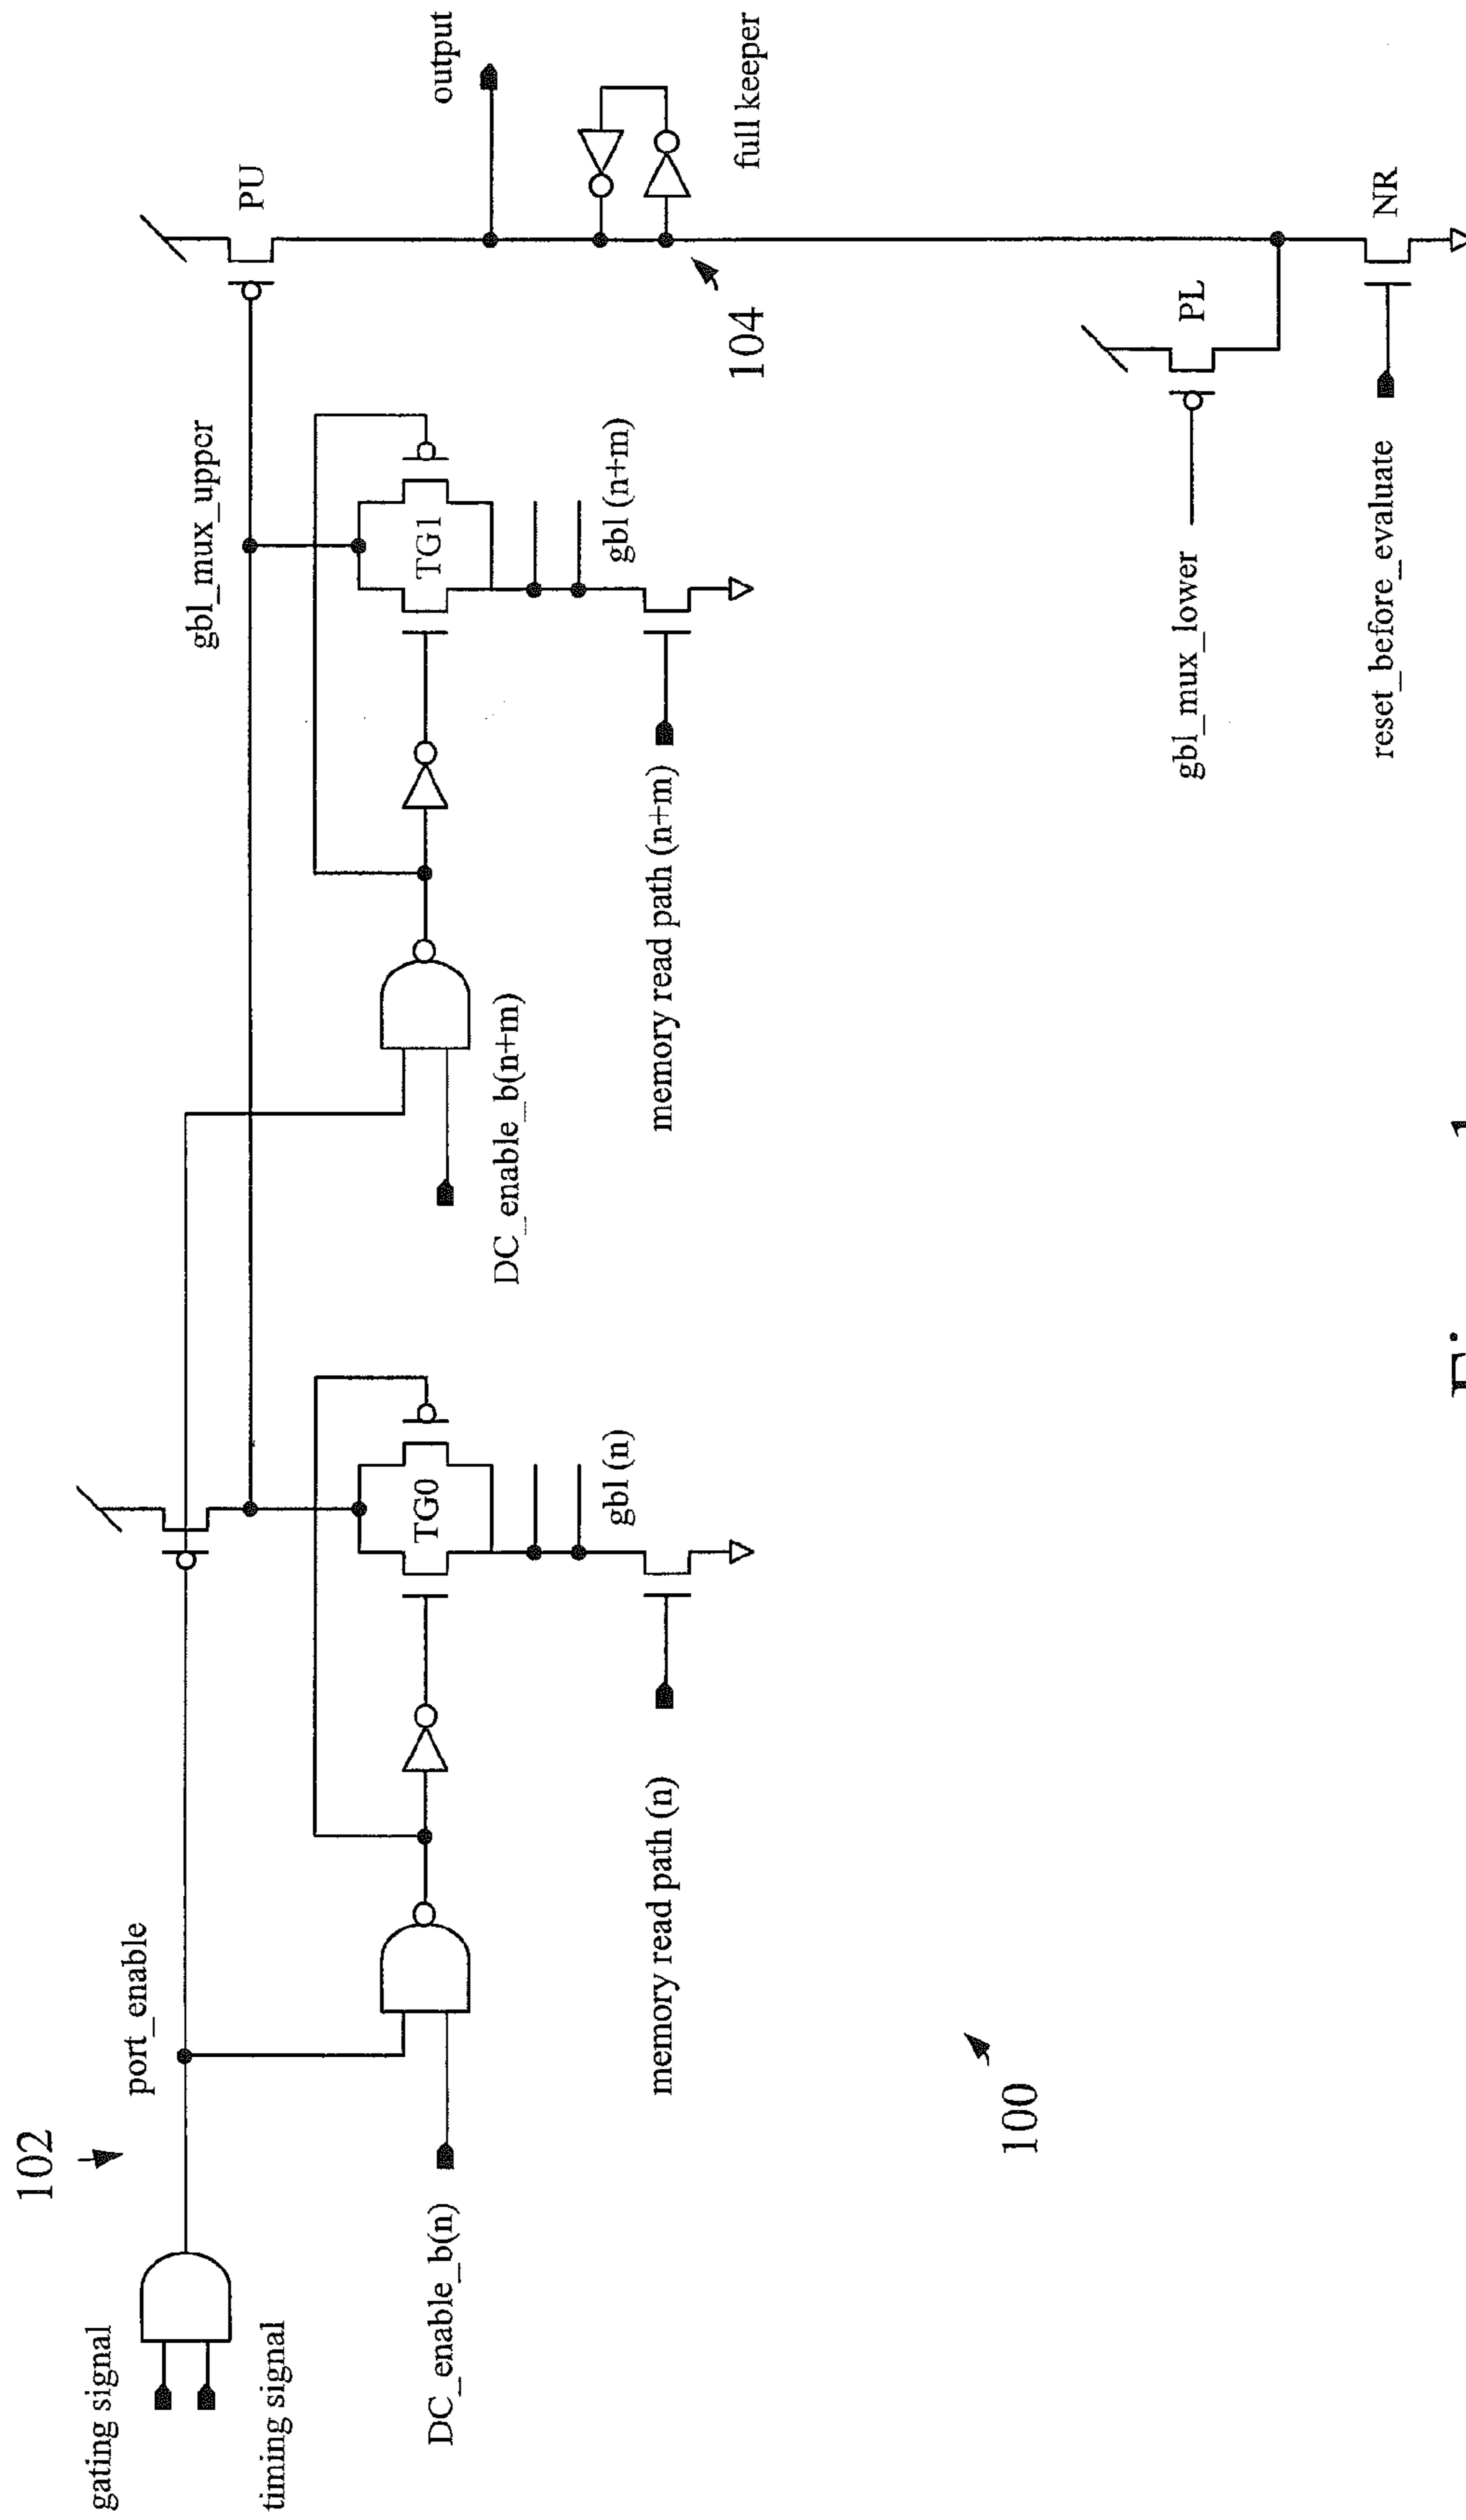 102
gating signal
timing signal
port_enable
DC_enable_b(n)
memory read path (n)
TG0
gbl (n)
DC_enable_b(n+m)
memory read path (n+m)
TG1
gbl (n+m)
gbl_mux_upper
PU
output
full keeper
104
PL
gbl_mux_lower
reset_before_evaluate
NR
100